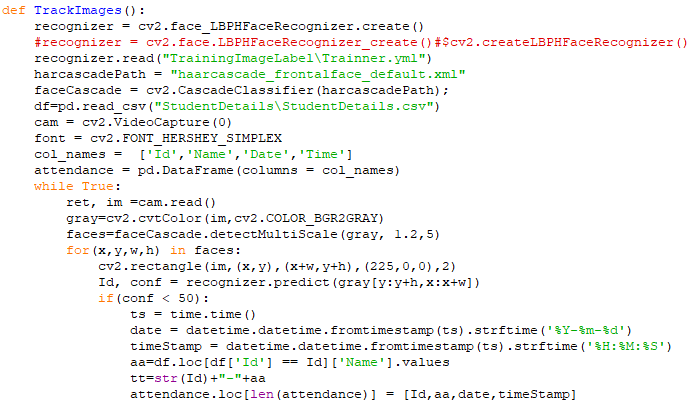 def TrackImages():
    recognizer = cv2.face_LBPHFaceRecognizer.create()
    #recognizer = cv2.face.LBPHFaceRecognizer_create()#$cv2.createLBPHFaceRecognizer()
    recognizer.read("TrainingImageLabel\Trainner.yml")
    harcascadePath = "haarcascade_frontalface_default.xml"
    faceCascade = cv2.CascadeClassifier(harcascadePath);
    df=pd.read_csv("StudentDetails\StudentDetails.csv")
    cam = cv2.VideoCapture(0)
    font = cv2.FONT_HERSHEY_SIMPLEX
    col_names =  ['Id','Name','Date','Time']
    attendance = pd.DataFrame(columns = col_names)
    while True:
        ret, im =cam.read()
        gray=cv2.cvtColor(im,cv2.COLOR_BGR2GRAY)
        faces=faceCascade.detectMultiScale(gray, 1.2,5)
        for(x,y,w,h) in faces:
            cv2.rectangle(im,(x,y),(x+w,y+h),(225,0,0),2)
            Id, conf = recognizer.predict(gray[y:y+h,x:x+w])
            if(conf < 50):
                ts = time.time()
                date = datetime.datetime.fromtimestamp(ts).strftime('%Y-%m-%d')
                timeStamp = datetime.datetime.fromtimestamp(ts).strftime('%H:%M:%S')
                aa=df.loc[df['Id'] == Id]['Name'].values
                tt=str(Id)+"-"+aa
                attendance.loc[len(attendance)] = [Id,aa,date,timeStamp]